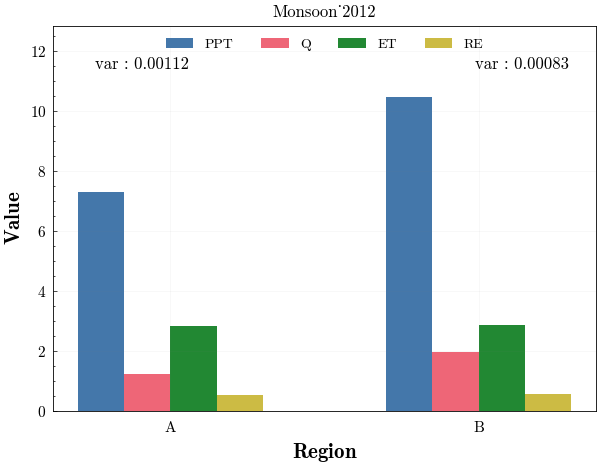 Monsoon˙2012
PPT Q ET RE
var : 0.00112 var : 0.00083
12
10
8
6
4
2
0
Value
A B
Region